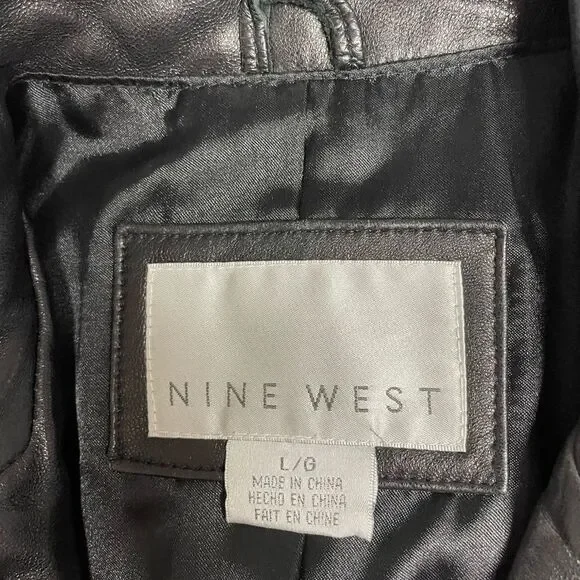 NINE WEST
L/G
MADE IN CHINA
HECHO EN CHINA
FAIT EN CHINE